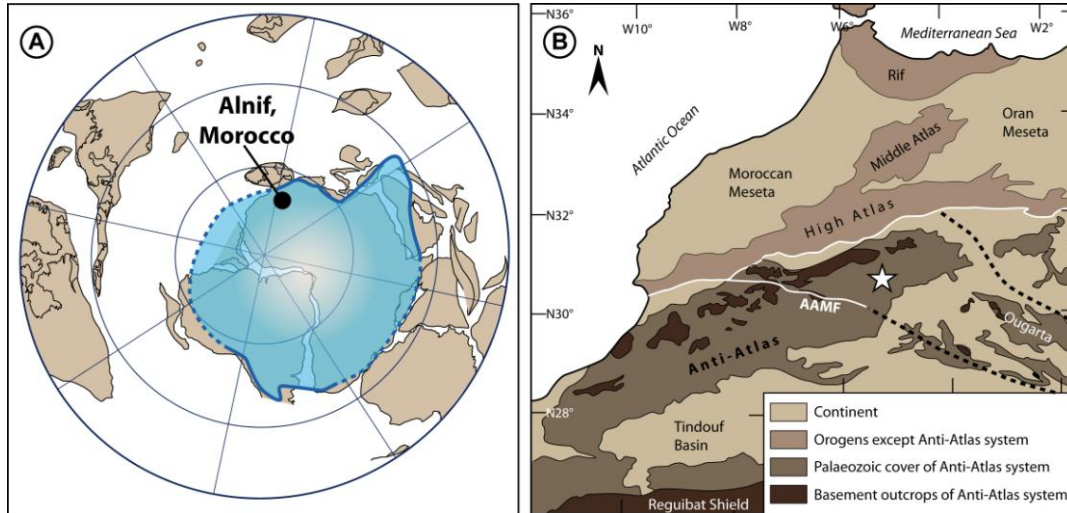 A
Alnif,
Morocco
B
N36°
W10°
W8°
W6°
W2°
Mediterranean Sea
N
Rif
Atlantic Ocean
N34°
Oran
Meseta
Middle Atlas
Moroccan
Meseta
N32°
High Atlas
AAMF
N30°
Ougarta
Anti-Atlas
N28°
Tindouf
Basin
Reguibat Shield
Continent
Orogens except Anti-Atlas system
Palaeozoic cover of Anti-Atlas system
Basement outcrops of Anti-Atlas system